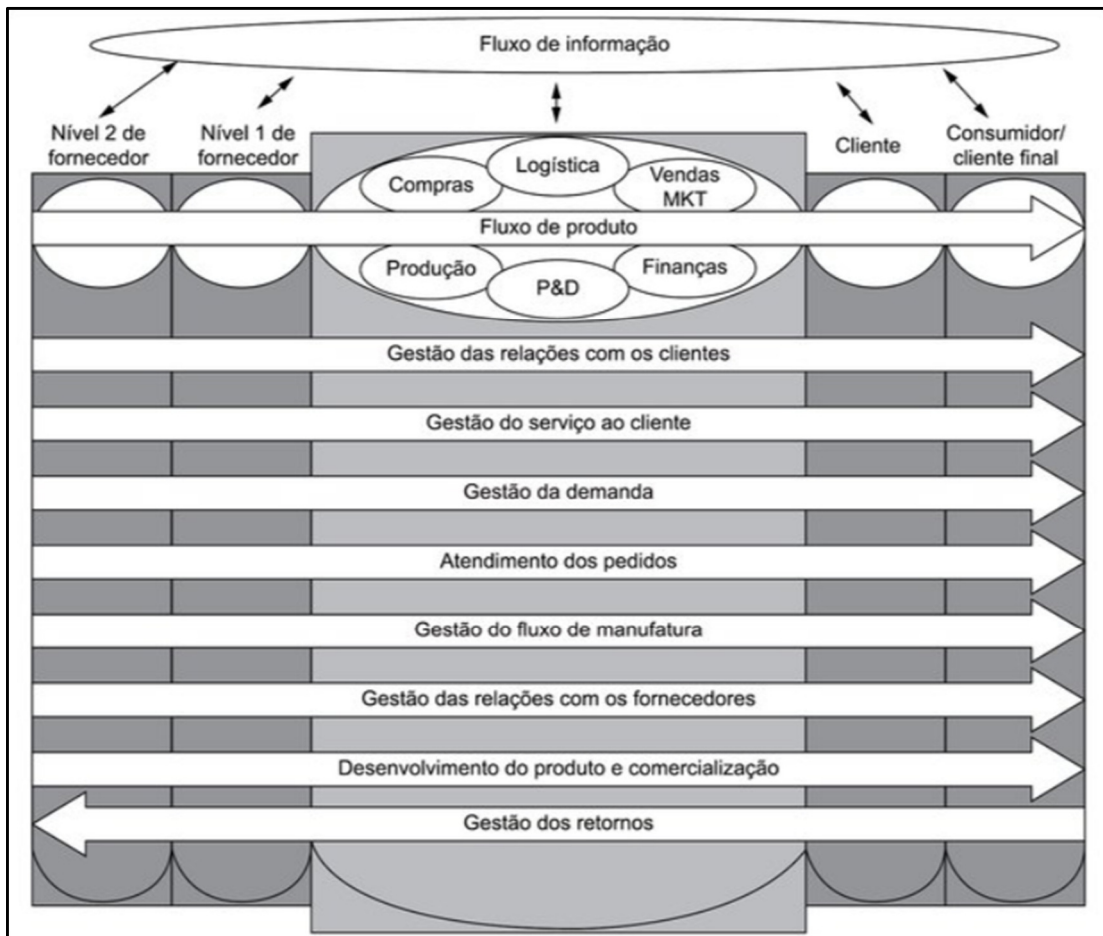 Fluxo de informação
Nível 2 de
fornecedor
Nível 1 de
fornecedor
Cliente
Consumidor/
cliente final
Compras
Logística
Vendas
MKT
Fluxo de produto
Produção
P&D
Finanças
Gestão das relações com os clientes
Gestão do serviço ao cliente
Gestão da demanda
Atendimento dos pedidos
Gestão do fluxo de manufatura
Gestão das relações com os fornecedores
Desenvolvimento do produto e comercialização
Gestão dos retornos